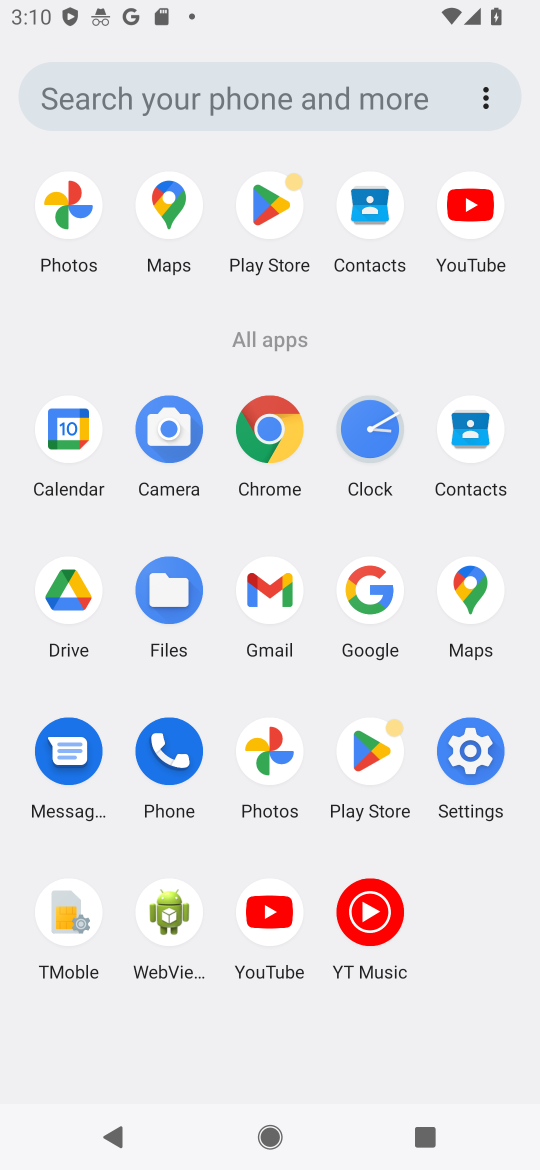 3:10
Search your phone and more
Photos
Maps
Play Store
Contacts
YouTube
All apps
10
Calendar
Camera
Chrome
Clock
Contacts
Drive
Files
Gmail
Google
Maps
Messag...
Phone
Photos
Play Store
Settings
TMoble
WebVie...
YouTube
YT Music